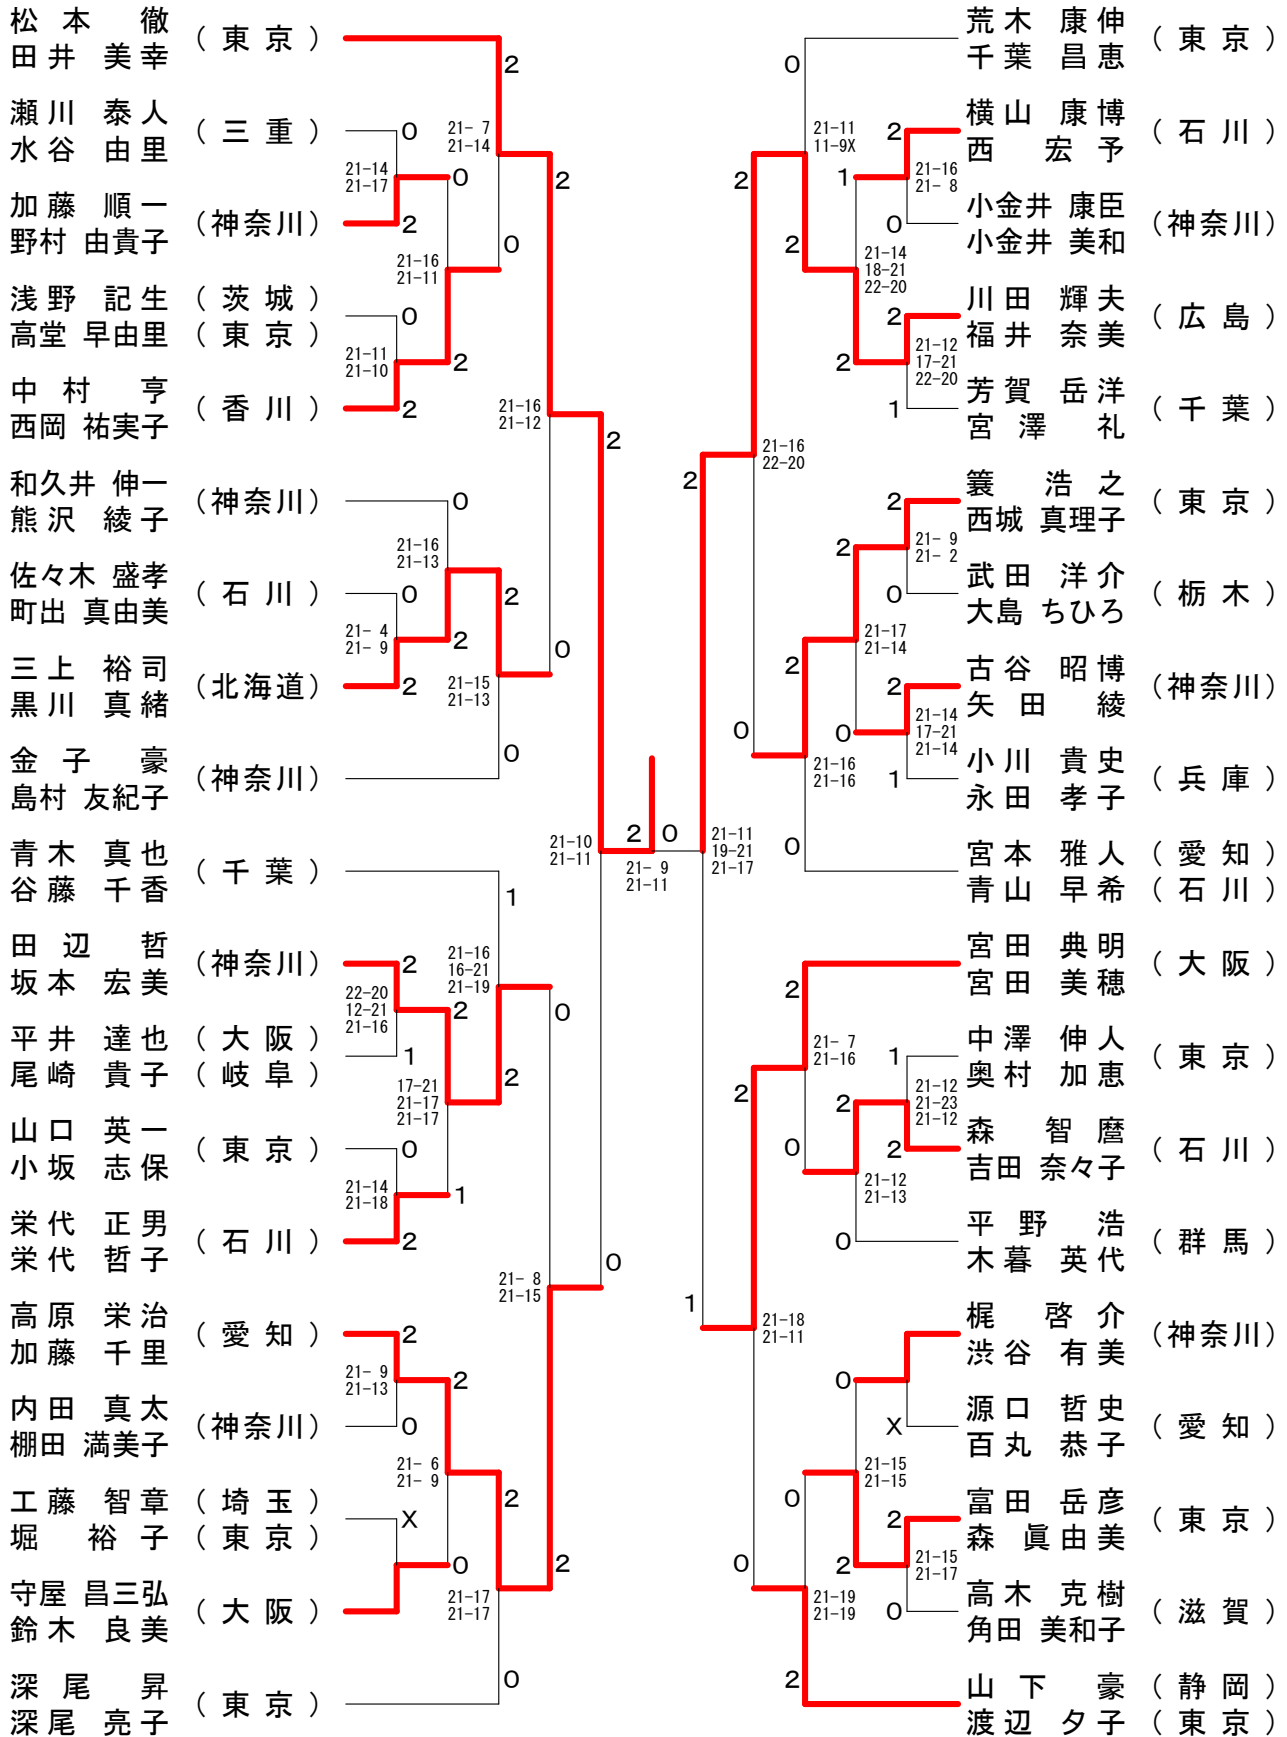 松本 徹
田井 美幸
(東京)
2
瀬川 泰人
水谷 由里
(三重)
0
21- 7
21-14
21-14
21-17
0
2
加藤 順一
野村 由貴子
(神奈川)
2
0
21-16
21-11
浅野 記生
高堂 早由里
(茨城)
(東京)
0
21-11
21-10
2
中村 亨
西岡 祐実子
(香川)
2
21-16
21-12
2
和久井 伸一
熊沢 綾子
(神奈川)
0
21-16
21-13
佐々木 盛孝
町出 真由美
(石川)
0
2
21- 4
21- 9
2
0
三上 裕司
黒川 真緒
(北海道)
2
21-15
21-13
金子 豪
島村 友紀子
(神奈川)
0
21-10
21-11
2
0
21- 9
21-11
青木 真也
谷藤 千香
(千葉)
1
田辺 哲
坂本 宏美
(神奈川)
2
21-16
16-21
21-19
22-20
12-21
21-16
2
0
平井 達也
尾崎 貴子
(大阪)
(岐阜)
1
17-21
21-17
21-17
2
山口 英一
小坂 志保
(東京)
0
21-14
21-18
1
栄代 正男
栄代 哲子
(石川)
2
21- 8
21-15
0
高原 栄治
加藤 千里
(愛知)
2
21- 9
21-13
2
内田 真太
棚田 満美子
(神奈川)
0
21- 6
21- 9
工藤 智章
堀 裕子
(埼玉)
(東京)
X
2
0
2
守屋 昌三弘
鈴木 良美
(大阪)
21-17
21-17
深尾 昇
深尾 亮子
(東京)
0
荒木 康伸
千葉 昌恵
(東京)
0
横山 康博
西 宏予
(石川)
2
21-11
11-9X
21-16
21- 8
2
1
小金井 康臣
小金井 美和
(神奈川)
0
2
21-14
18-21
22-20
川田 輝夫
福井 奈美
(広島)
2
21-12
17-21
22-20
2
芳賀 岳洋
宮澤 礼
(千葉)
1
21-16
22-20
2
簑 浩之
西城 真理子
(東京)
2
21- 9
21- 2
2
武田 洋介
大島 ちひろ
(栃木)
0
21-17
21-14
2
古谷 昭博
矢田 綾
(神奈川)
2
21-14
17-21
21-14
0
0
小川 貴史
永田 孝子
(兵庫)
1
21-16
21-16
21-11
19-21
21-17
0
宮本 雅人
青山 早希
(愛知)
(石川)
宮田 典明
宮田 美穂
(大阪)
2
21- 7
21-16
中澤 伸人
奥村 加恵
(東京)
1
21-12
21-23
21-12
2
2
森 智麿
吉田 奈々子
(石川)
2
0
21-12
21-13
平野 浩
木暮 英代
(群馬)
0
1
21-18
21-11
梶 啓介
渋谷 有美
(神奈川)
0
源口 哲史
百丸 恭子
(愛知)
X
21-15
21-15
0
富田 岳彦
森 眞由美
(東京)
2
21-15
21-17
2
0
高木 克樹
角田 美和子
(滋賀)
0
21-19
21-19
山下 豪
渡辺 夕子
(静岡)
(東京)
2